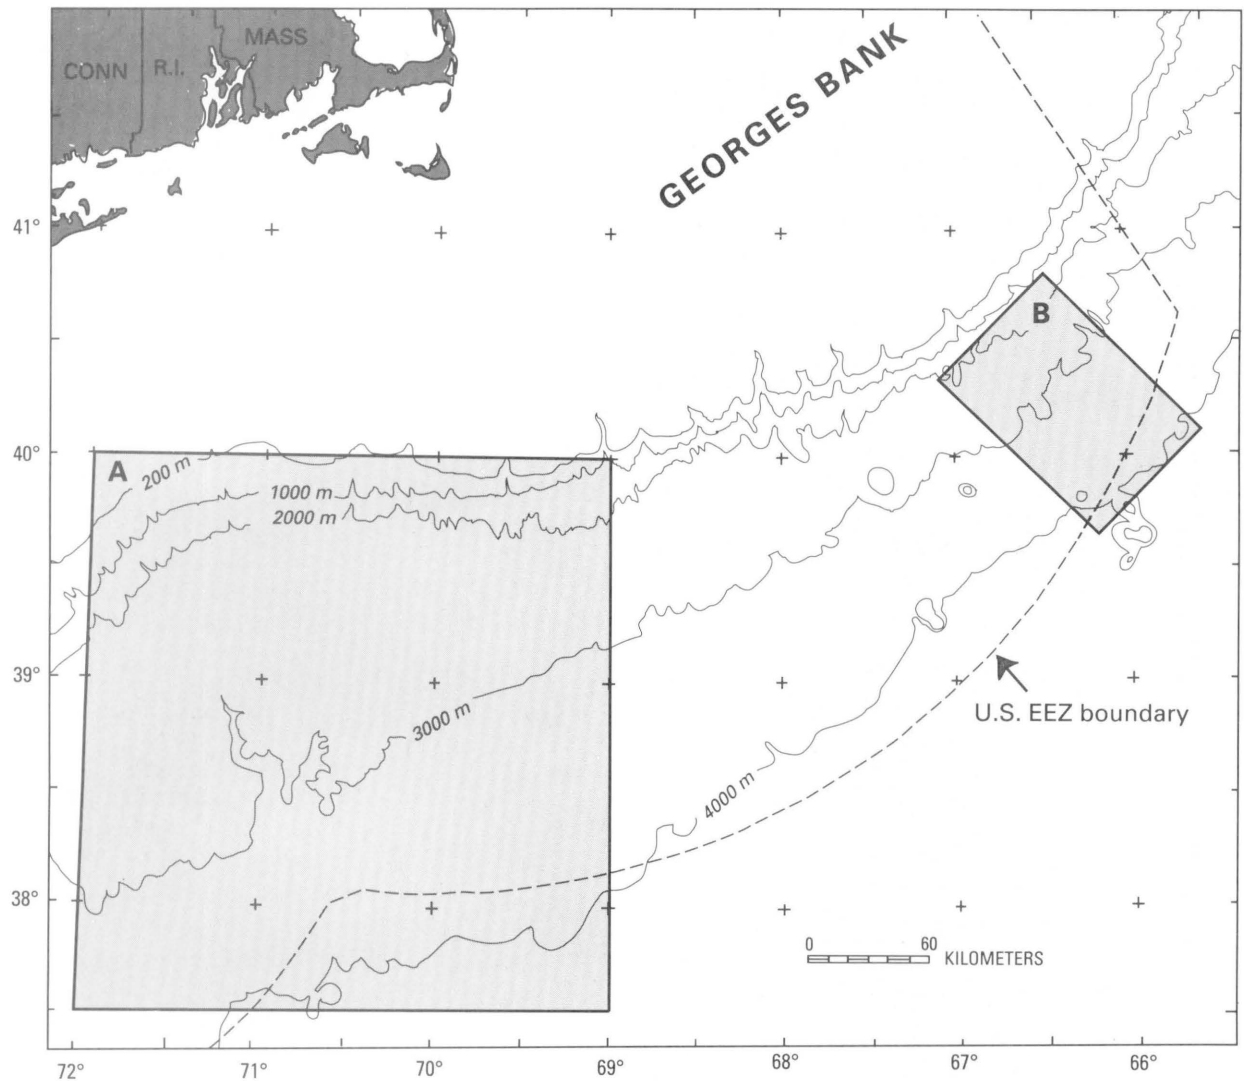 MASS
CONN
R.I.
GEORGES BANK
41°
B
40°
A
200 m
1000 m
2000 m
39°
3000 m
U.S. EEZ boundary
4000 m
38°
0 60
KILOMETERS
72° 71° 70° 69° 68° 67° 66°